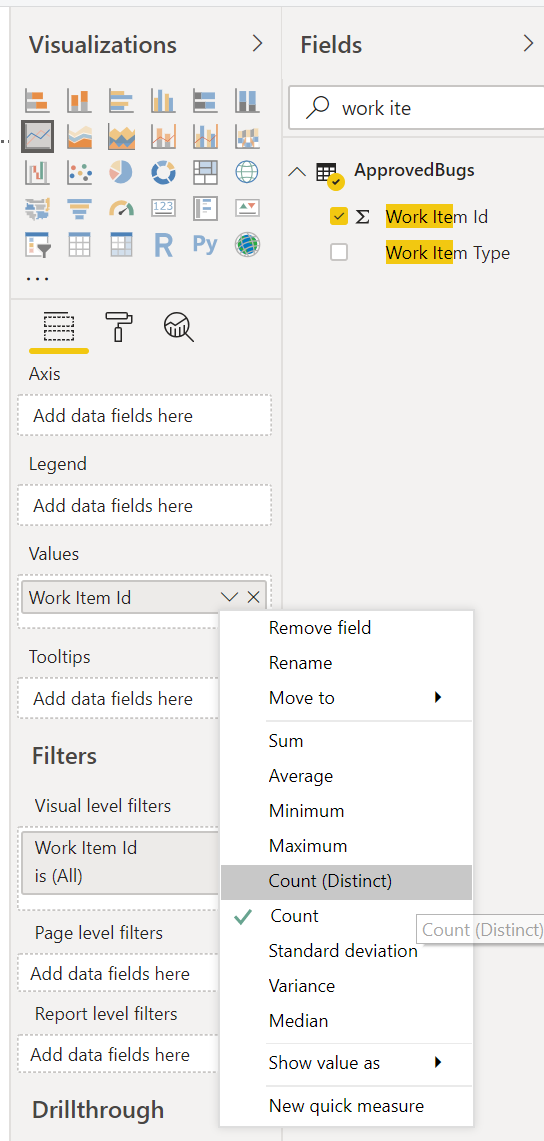 Visualizations
Fields
work ite
ApprovedBugs
Work Item Id
Work Item Type
123
R
Py
Axis
Add data fields here
Legend
Add data fields here
Values
Work Item Id
Tooltips
Add data fields here
Filters
Visual level filters
Work Item Id
is (All)
Page level filters
Add data fields here
Report level filters
Add data fields here
Drillthrough
Remove field
Rename
Move to
Sum
Average
Minimum
Maximum
Count (Distinct)
Count
Count (Distinct)
Standard deviation
Variance
Median
Show value as
New quick measure